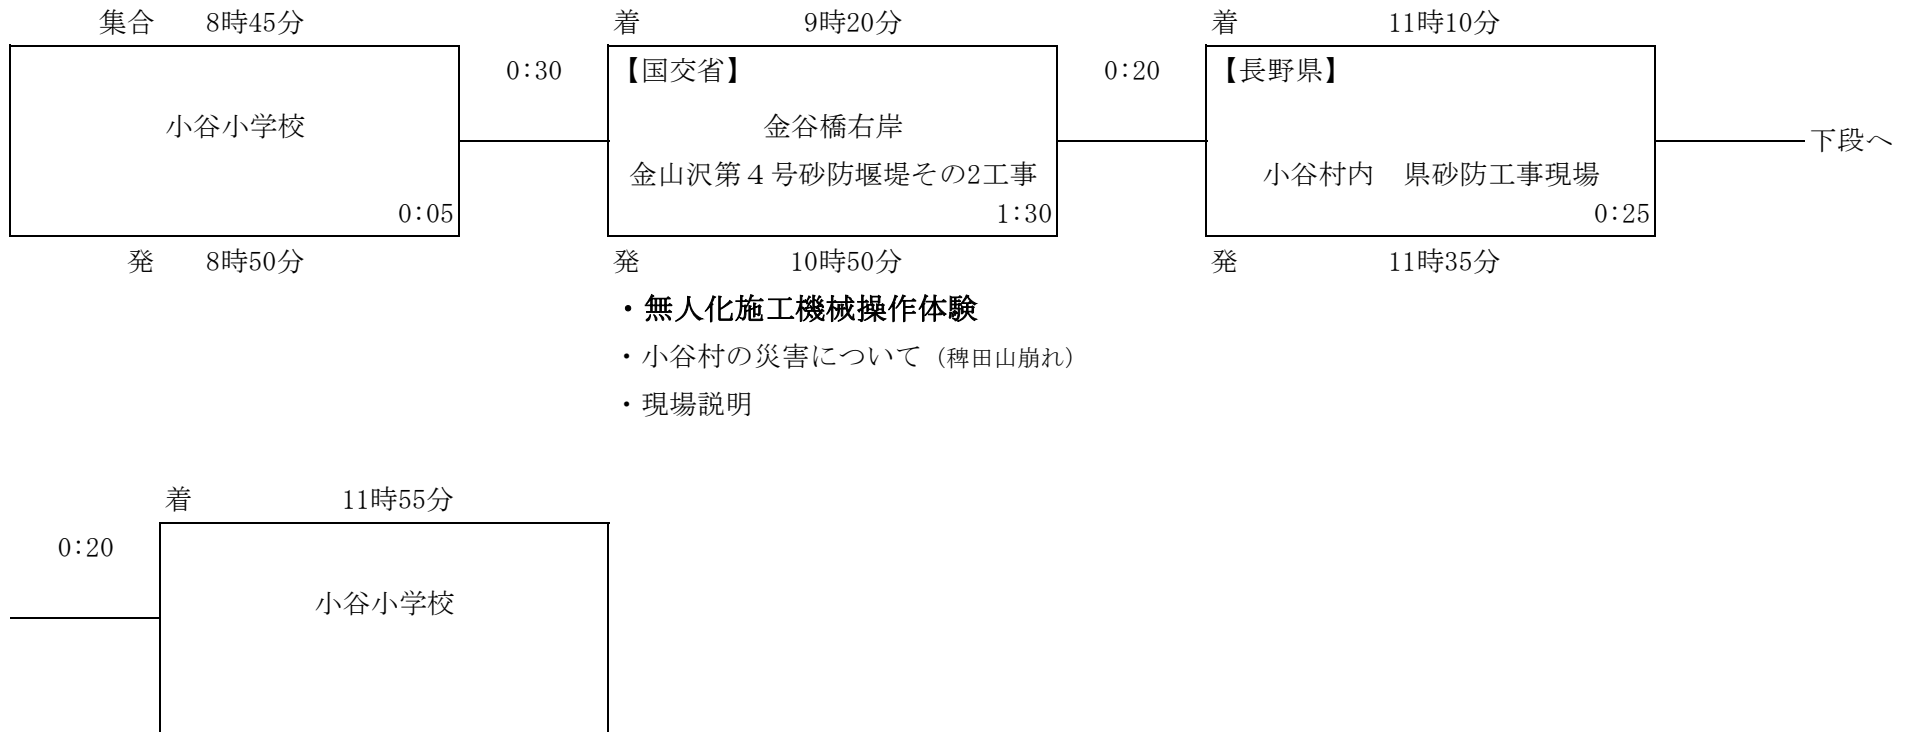 集合 8時45分
小谷小学校
0:05
発 8時50分
0:30
着 9時20分
【国交省】
金谷橋右岸
金山沢第４号砂防堰堤その2工事
1:30
発 10時50分
・無人化施工機械操作体験
・小谷村の災害について（稗田山崩れ）
・現場説明
0:20
着 11時10分
【長野県】
小谷村内　県砂防工事現場
0:25
発 11時35分
下段へ
0:20
着 11時55分
小谷小学校